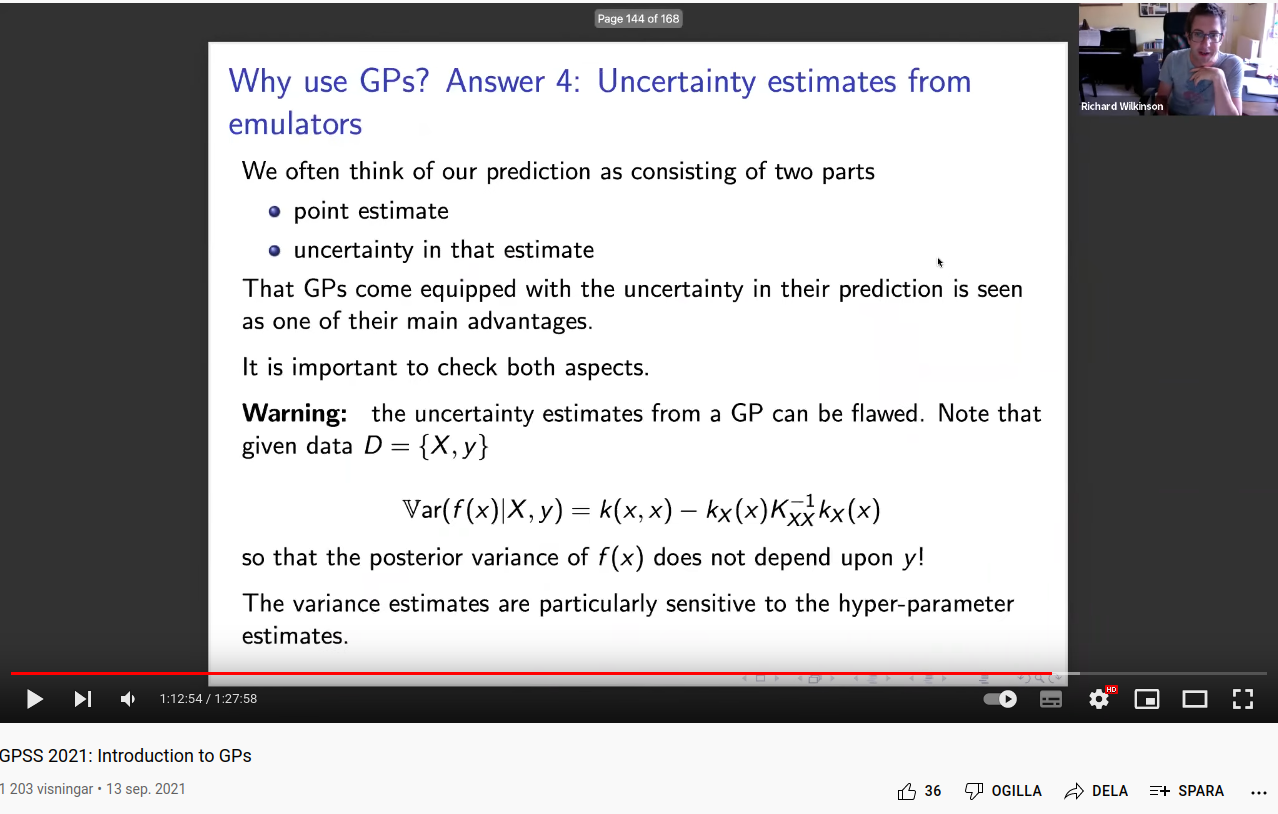 Page 144 of 168
Richard Wilkinson
Why use GPs? Answer 4: Uncertainty estimates from
emulators
We often think of our prediction as consisting of two parts
point estimate
uncertainty in that estimate
That GPs come equipped with the uncertainty in their prediction is seen
as one of their main advantages.
It is important to check both aspects.
Warning: the uncertainty estimates from a GP can be flawed. Note that
given data D = {X, y}
𝕍ar(f(x)|X, y) = k(x, x) − k_X(x)K_{XX}^{−1}k_X(x)
so that the posterior variance of f(x) does not depend upon y!
The variance estimates are particularly sensitive to the hyper-parameter
estimates.
1:12:54 / 1:27:58
HD
GPSS 2021: Introduction to GPs
1 203 visningar • 13 sep. 2021
36 OGILLA DELA SPARA